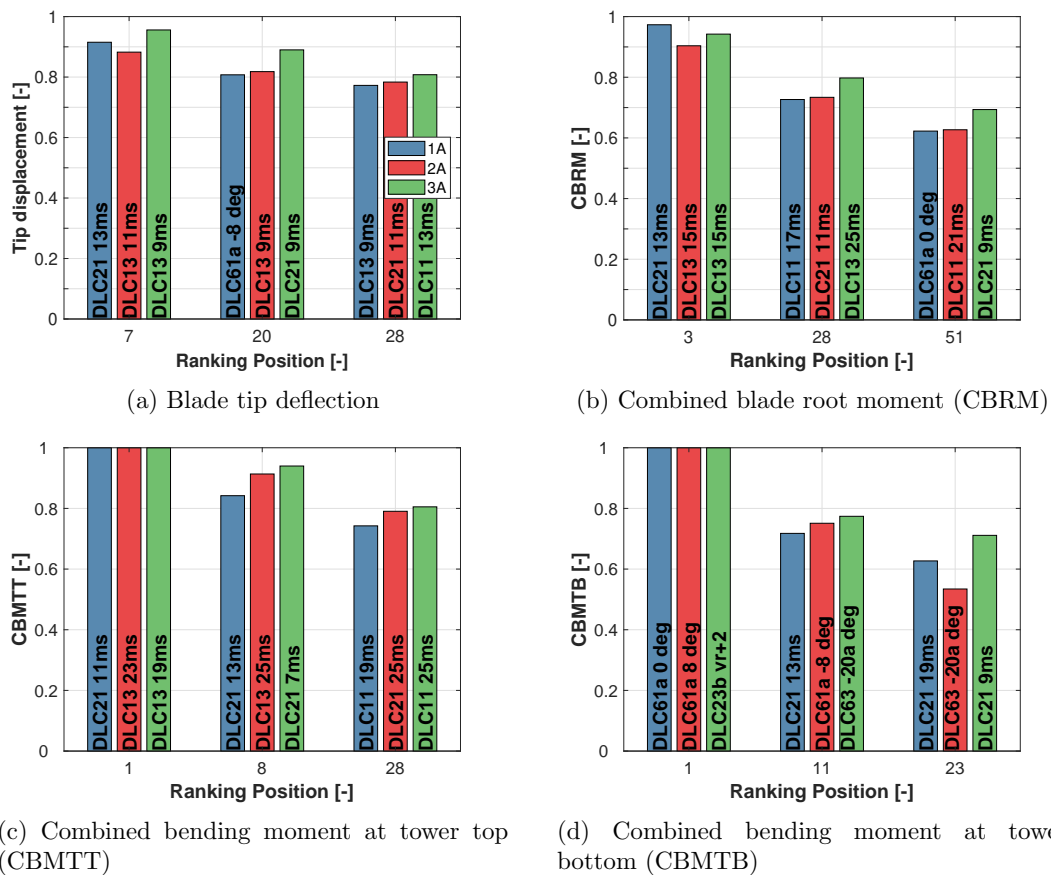 1
0.8
0.6
0.4
0.2
0
Tip displacement [-]
DLC21 13ms
DLC13 11ms
DLC13 9ms
DLC61a -8 deg
DLC13 9ms
DLC21 9ms
DLC13 9ms
DLC21 11ms
DLC11 13ms
1A
2A
3A
7 20 28
Ranking Position [-]
(a) Blade tip deflection
1
0.8
0.6
0.4
0.2
0
CBRM [-]
DLC21 13ms
DLC13 15ms
DLC13 15ms
DLC11 17ms
DLC21 11ms
DLC13 25ms
DLC61a 0 deg
DLC11 21ms
DLC21 9ms
3 28 51
Ranking Position [-]
(b) Combined blade root moment (CBRM)
1
0.8
0.6
0.4
0.2
0
CBMTT [-]
DLC21 11ms
DLC13 23ms
DLC13 19ms
DLC21 13ms
DLC13 25ms
DLC21 7ms
DLC11 19ms
DLC21 25ms
DLC11 25ms
1 8 28
Ranking Position [-]
(c) Combined bending moment at tower top
(CBMTT)
1
0.8
0.6
0.4
0.2
0
CBMTB [-]
DLC61a 0 deg
DLC61a 8 deg
DLC23b vr+2
DLC21 13ms
DLC61a -8 deg
DLC63 -20a deg
DLC21 19ms
DLC63 -20a deg
DLC21 9ms
1 11 23
Ranking Position [-]
(d) Combined bending moment at towe
bottom (CBMTB)